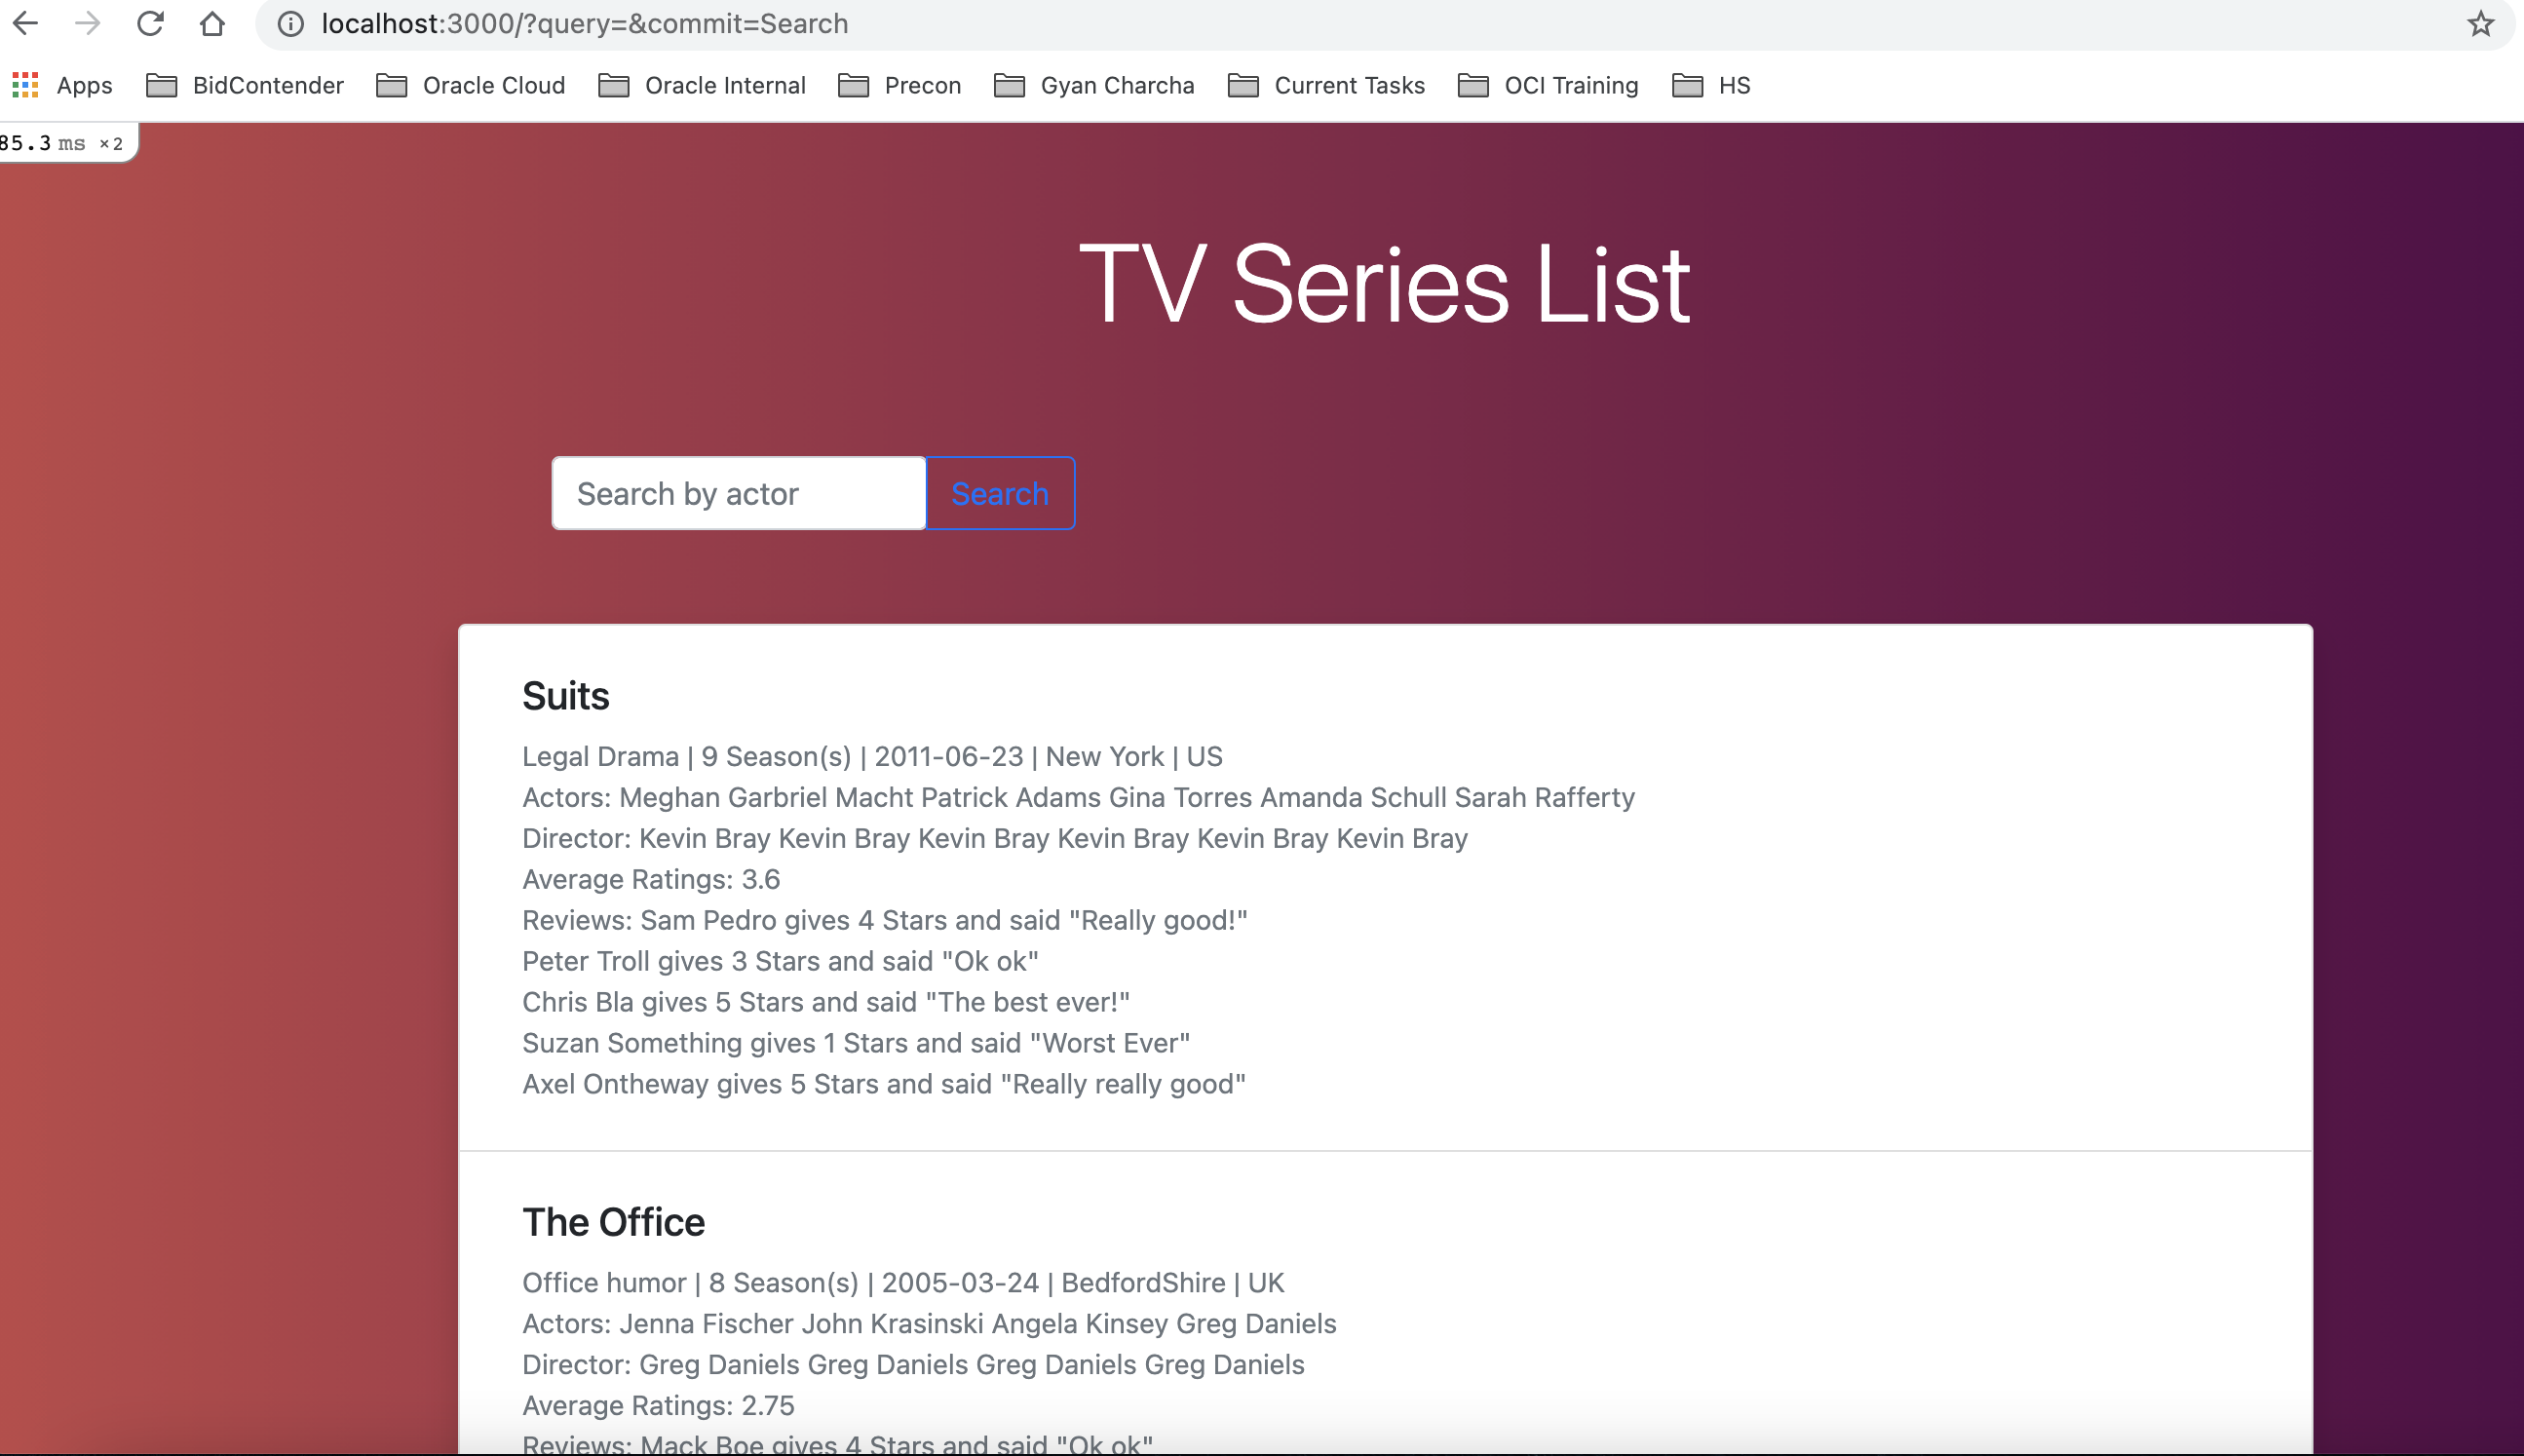 localhost:3000/?query=&commit=Search
Apps BidContender Oracle Cloud Oracle Internal Precon Gyan Charcha Current Tasks OCI Training HS
85.3 ms ×2
TV Series List
Search by actor Search
Suits
Legal Drama | 9 Season(s) | 2011-06-23 | New York | US
Actors: Meghan Garbriel Macht Patrick Adams Gina Torres Amanda Schull Sarah Rafferty
Director: Kevin Bray Kevin Bray Kevin Bray Kevin Bray Kevin Bray Kevin Bray
Average Ratings: 3.6
Reviews: Sam Pedro gives 4 Stars and said "Really good!"
Peter Troll gives 3 Stars and said "Ok ok"
Chris Bla gives 5 Stars and said "The best ever!"
Suzan Something gives 1 Stars and said "Worst Ever"
Axel Ontheway gives 5 Stars and said "Really really good"
The Office
Office humor | 8 Season(s) | 2005-03-24 | BedfordShire | UK
Actors: Jenna Fischer John Krasinski Angela Kinsey Greg Daniels
Director: Greg Daniels Greg Daniels Greg Daniels Greg Daniels
Average Ratings: 2.75
Reviews: Mack Boe gives 4 Stars and said "Ok ok"